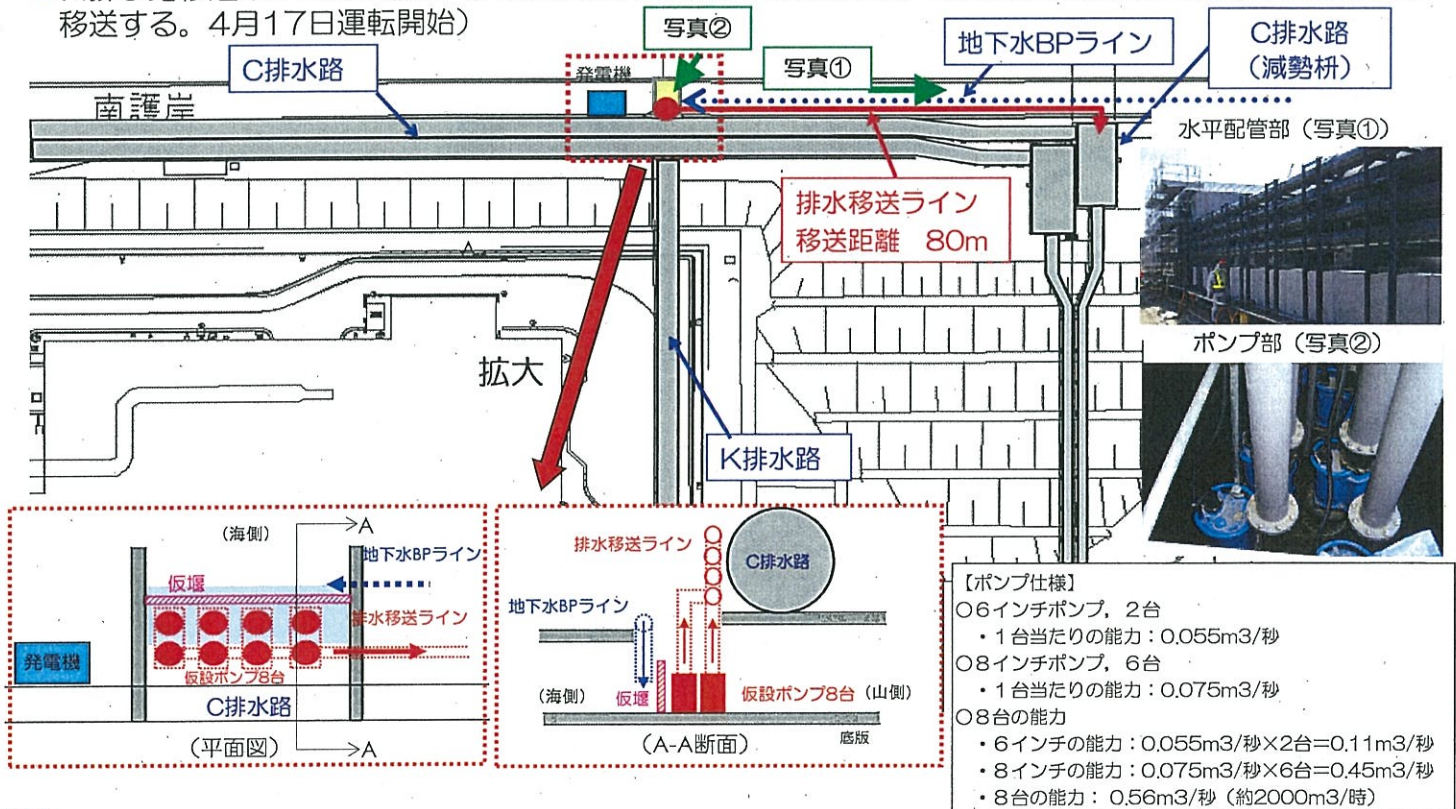 移送する。4月17日運転開始）
写真②
C排水路
発電機
写真①
地下水BPライン
C排水路
（減勢枡）
南護岸
水平配管部（写真①）
排水移送ライン
移送距離 80m
ポンプ部（写真②）
拡大
K排水路
（海側）
A
地下水BPライン
仮堰
排水移送ライン
発電機
仮設ポンプ8台
C排水路
（平面図）
A
排水移送ライン
C排水路
地下水BPライン
（海側）
仮堰
仮設ポンプ8台
（山側）
（A-A断面）
底版
【ポンプ仕様】
○6インチポンプ，2台
・1台当たりの能力：0.055m3/秒
○8インチポンプ，6台
・1台当たりの能力：0.075m3/秒
○8台の能力
・6インチの能力：0.055m3/秒×2台=0.11m3/秒
・8インチの能力：0.075m3/秒×6台=0.45m3/秒
・8台の能力：0.56m3/秒（約2000m3/時）